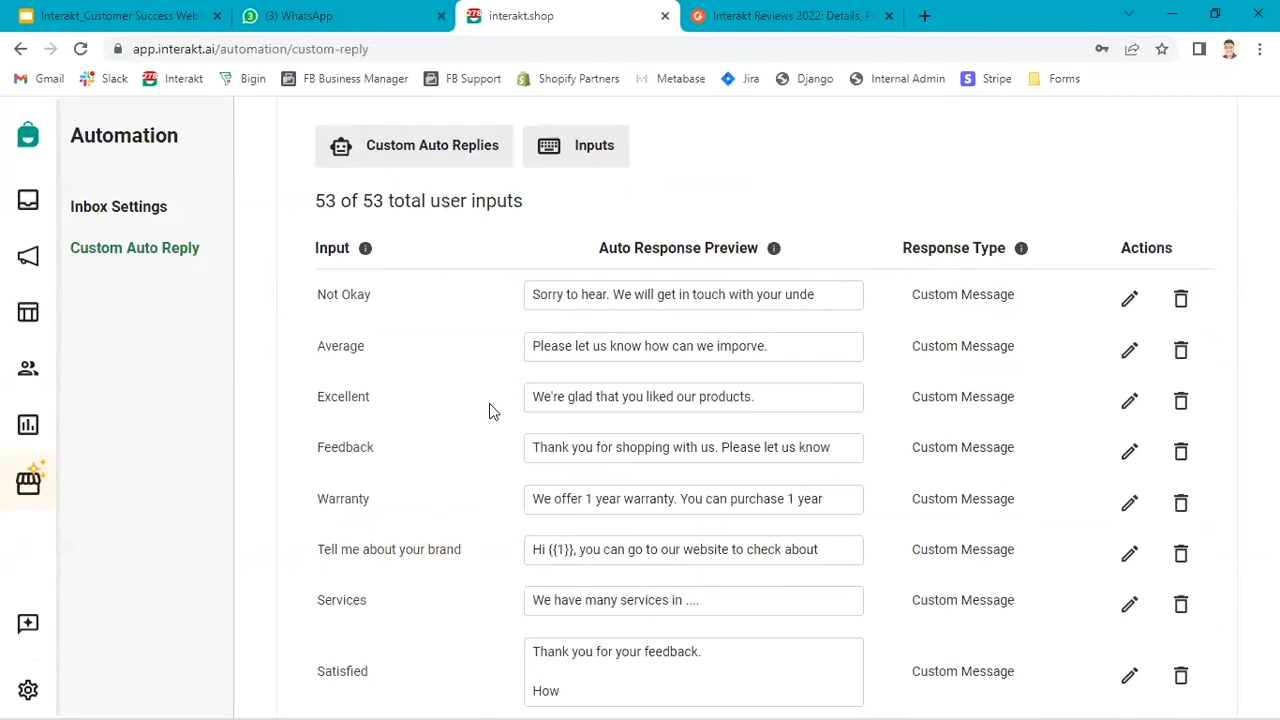 Interakt_Customer Success Web
(3) WhatsApp
interakt.shop
Interakt Reviews 2022: Details, P
app.interakt.ai/automation/custom-reply
Gmail
Slack
278 Interakt
Bigin
FB Business Manager
FB Support
Shopify Partners
Metabase
Jira
Django
Internal Admin
Stripe
Forms
Automation
Inbox Settings
Custom Auto Reply
Custom Auto Replies
Inputs
53 of 53 total user inputs
Input Auto Response Preview Response Type Actions
Not Okay Sorry to hear. We will get in touch with your unde Custom Message
Average Please let us know how can we imporve. Custom Message
Excellent We're glad that you liked our products. Custom Message
Feedback Thank you for shopping with us. Please let us know Custom Message
Warranty We offer 1 year warranty. You can purchase 1 year Custom Message
Tell me about your brand Hi {{1}}, you can go to our website to check about Custom Message
Services We have many services in .... Custom Message
Thank you for your feedback.
Satisfied Custom Message
How